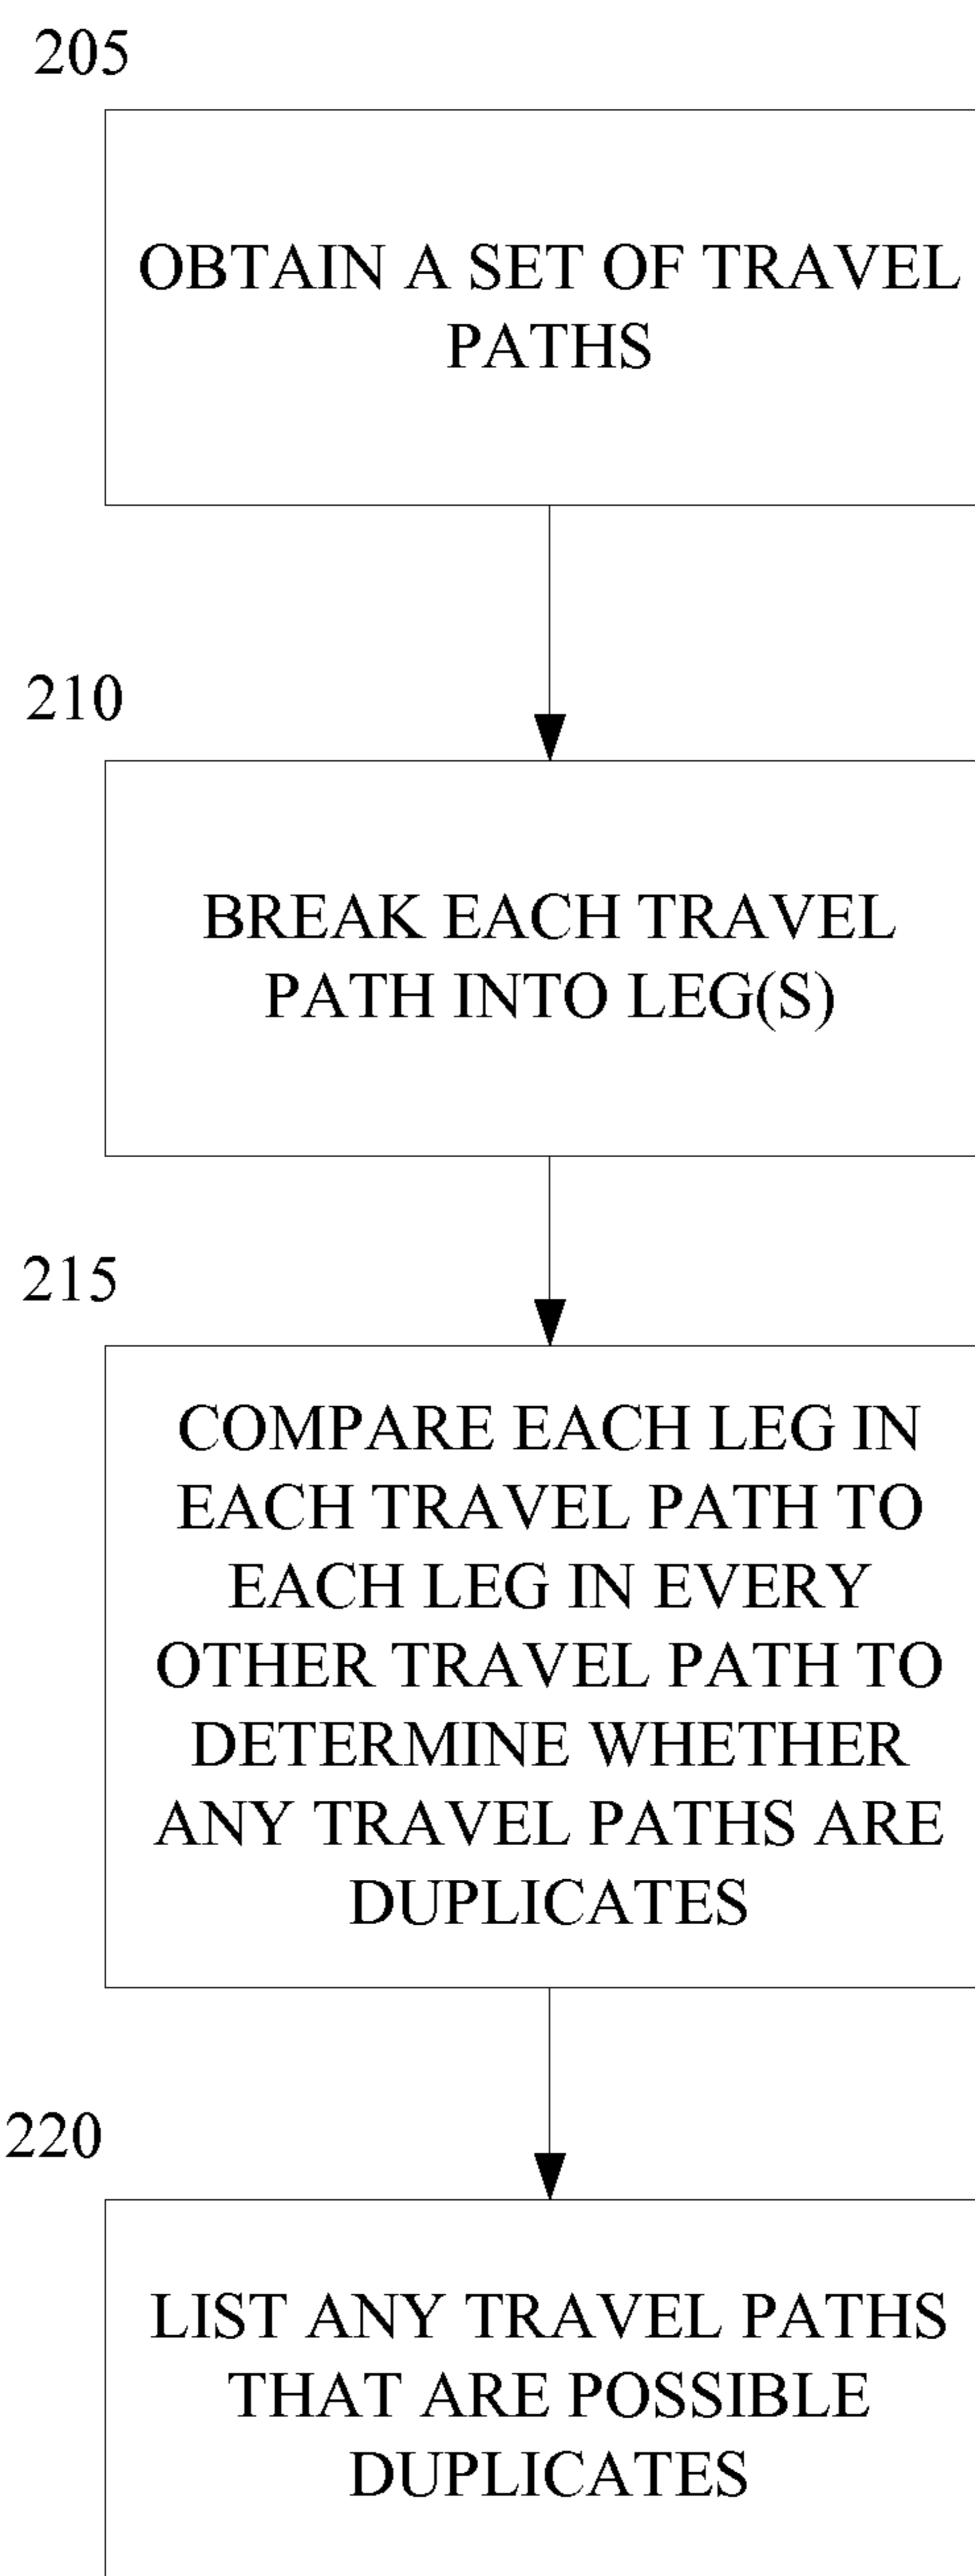 205
OBTAIN A SET OF TRAVEL
PATHS
210
BREAK EACH TRAVEL
PATH INTO LEG(S)
215
COMPARE EACH LEG IN
EACH TRAVEL PATH TO
EACH LEG IN EVERY
OTHER TRAVEL PATH TO
DETERMINE WHETHER
ANY TRAVEL PATHS ARE
DUPLICATES
220
LIST ANY TRAVEL PATHS
THAT ARE POSSIBLE
DUPLICATES